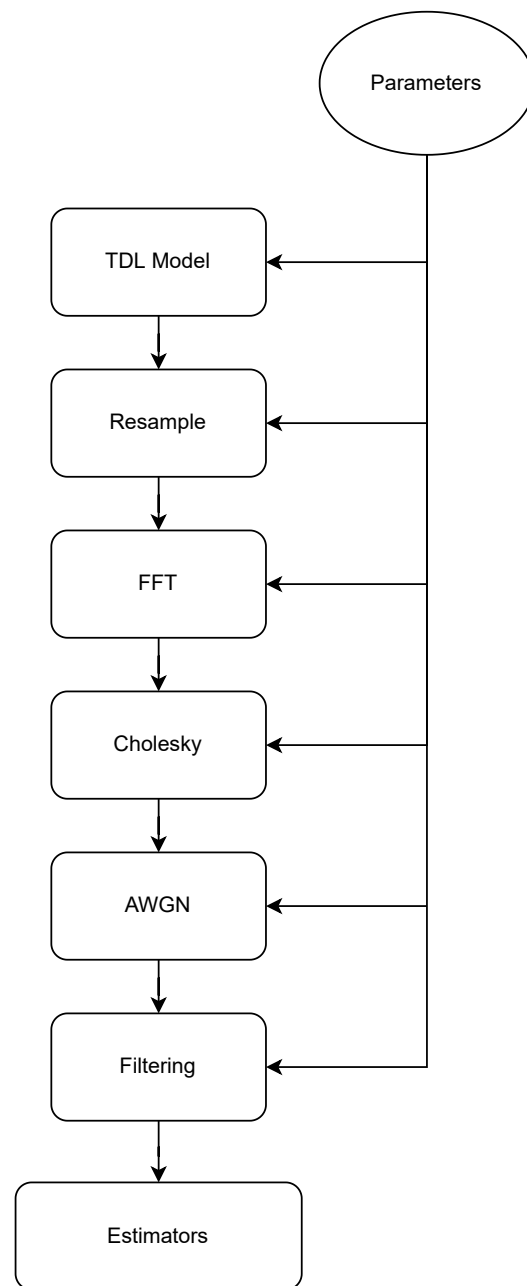 Parameters
TDL Model
Resample
FFT
Cholesky
AWGN
Filtering
Estimators